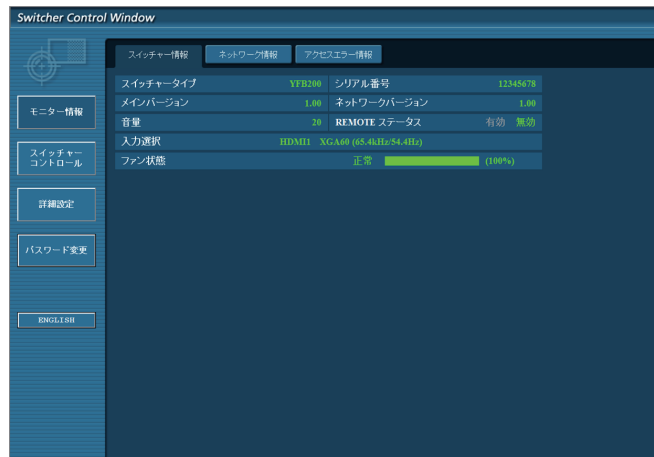 Switcher Control Window
スイッチャー情報 ネットワーク情報 アクセスエラー情報
スイッチャータイプ YFB200 シリアル番号 12345678
メインバージョン 1.00 ネットワークバージョン 1.00
音量 20 REMOTE ステータス 有効 無効
入力選択 HDMI1 XGA60 (65.4kHz/54.4Hz)
ファン状態 正常 (100%)
モニター情報
スイッチャー
コントロール
詳細設定
パスワード変更
ENGLISH